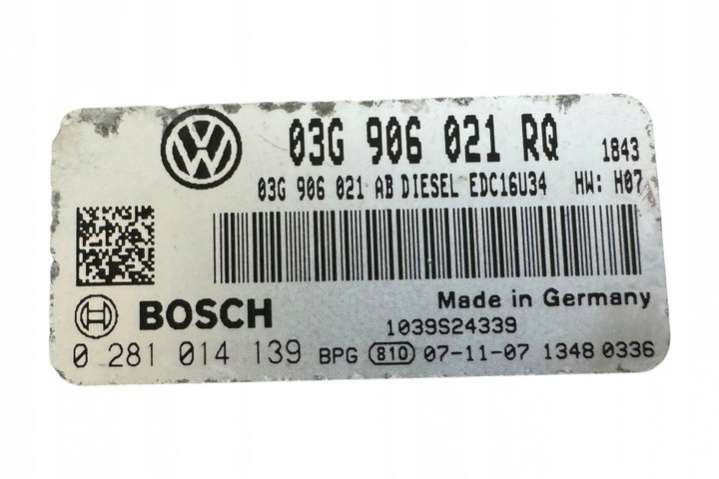 03G 906 021 RQ 1843
03G 906 021 AB DIESEL EDC16U34 HW: H07
BOSCH Made in Germany
1039S24339
0 281 014 139 BPG 810 07-11-07 1348 0336